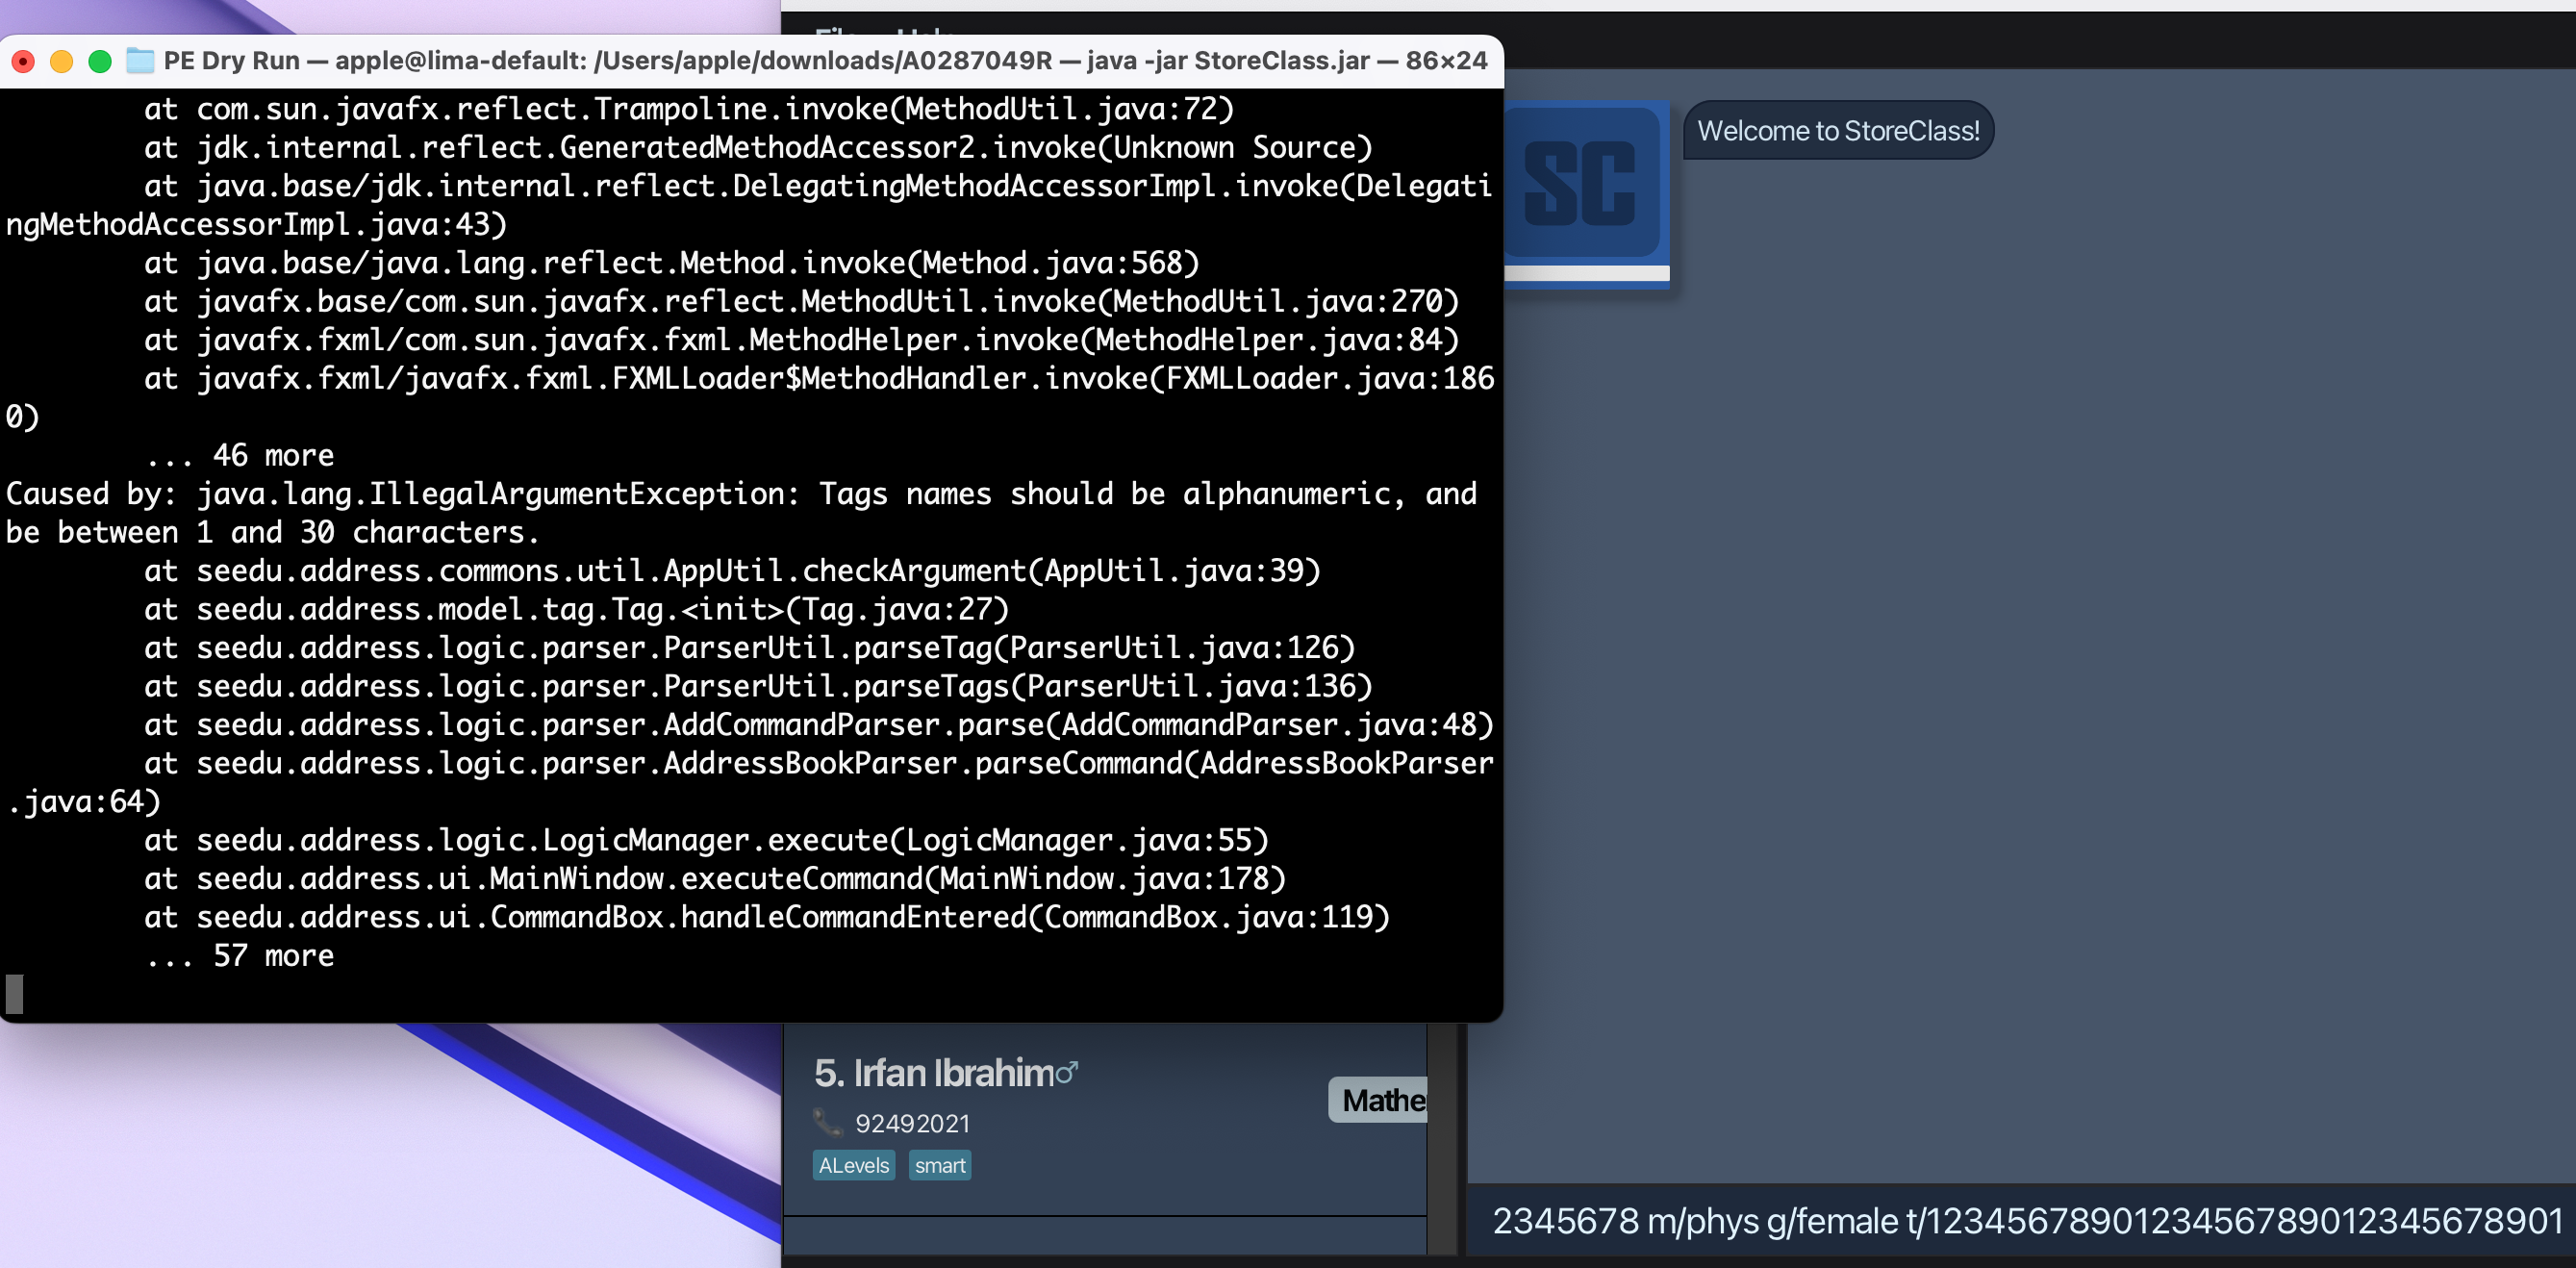 PE Dry Run — apple@lima-default: /Users/apple/downloads/A0287049R — java -jar StoreClass.jar — 86×24
at com.sun.javafx.reflect.Trampoline.invoke(MethodUtil.java:72)
at jdk.internal.reflect.GeneratedMethodAccessor2.invoke(Unknown Source)
at java.base/jdk.internal.reflect.DelegatingMethodAccessorImpl.invoke(Delegati
ngMethodAccessorImpl.java:43)
at java.base/java.lang.reflect.Method.invoke(Method.java:568)
at javafx.base/com.sun.javafx.reflect.MethodUtil.invoke(MethodUtil.java:270)
at javafx.fxml/com.sun.javafx.fxml.MethodHelper.invoke(MethodHelper.java:84)
at javafx.fxml/javafx.fxml.FXMLLoader$MethodHandler.invoke(FXMLLoader.java:186
0)
... 46 more
Caused by: java.lang.IllegalArgumentException: Tags names should be alphanumeric, and
be between 1 and 30 characters.
at seedu.address.commons.util.AppUtil.checkArgument(AppUtil.java:39)
at seedu.address.model.tag.Tag.<init>(Tag.java:27)
at seedu.address.logic.parser.ParserUtil.parseTag(ParserUtil.java:126)
at seedu.address.logic.parser.ParserUtil.parseTags(ParserUtil.java:136)
at seedu.address.logic.parser.AddCommandParser.parse(AddCommandParser.java:48)
at seedu.address.logic.parser.AddressBookParser.parseCommand(AddressBookParser
.java:64)
at seedu.address.logic.LogicManager.execute(LogicManager.java:55)
at seedu.address.ui.MainWindow.executeCommand(MainWindow.java:178)
at seedu.address.ui.CommandBox.handleCommandEntered(CommandBox.java:119)
... 57 more
SC
Welcome to StoreClass!
5. Irfan Ibrahim♂
92492021
Mathe
ALevels smart
2345678 m/phys g/female t/1234567890123456789012345678901